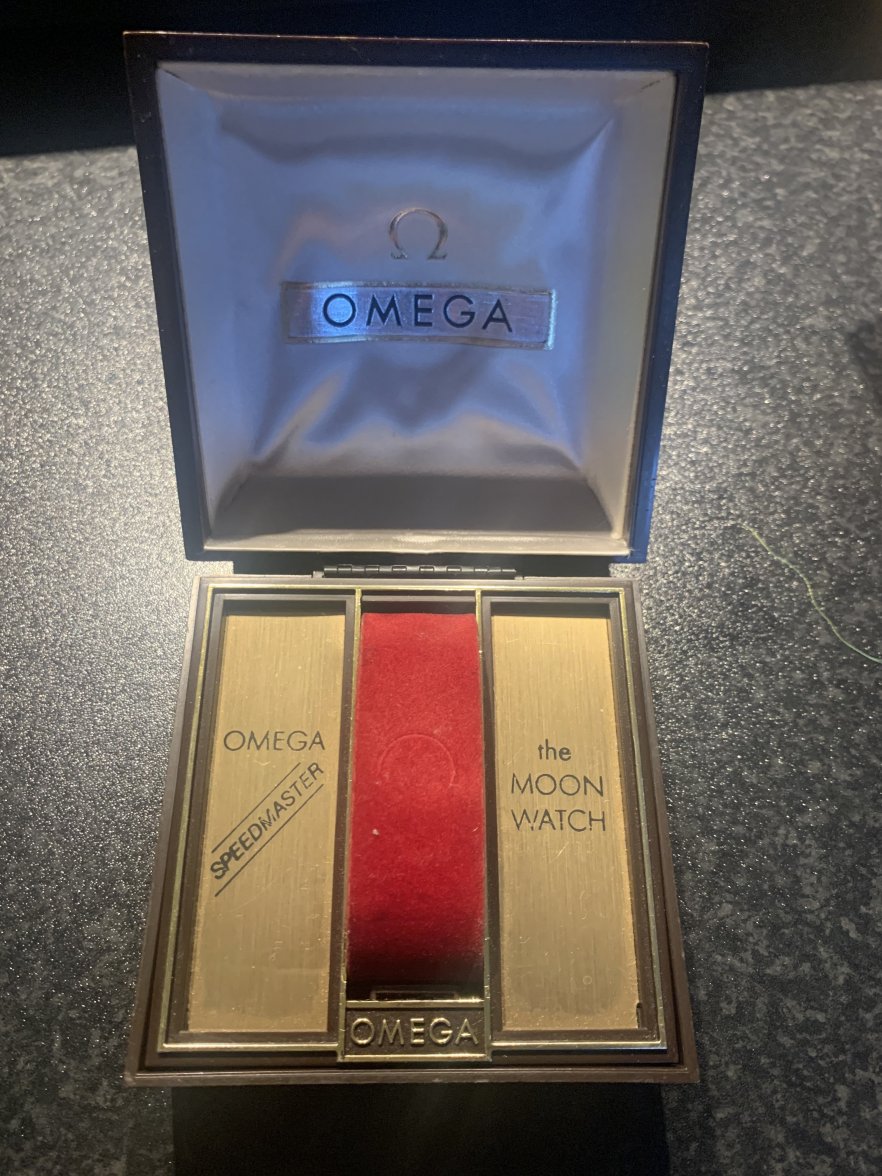 Ω
OMEGA
OMEGA
SPEEDMASTER
the
MOON
WATCH
OMEGA